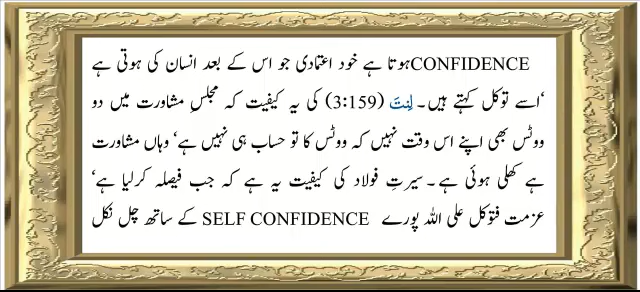 CONFIDENCE ہوتا ہے خود اعتمادی جو اس کے بعد انسان کی ہوتی ہے
‘اسے توکل کہتے ہیں۔ لِنتَ (3:159) کی یہ کیفیت کہ مجلسِ مشاورت میں دو
ووٹس بھی اپنے اس وقت نہیں کہ ووٹس کا تو حساب ہی نہیں ہے‘ وہاں مشاورت
ہے کھلی ہوئی ہے۔ سیرتِ فولاد کی کیفیت یہ ہے کہ جب فیصلہ کرلیا ہے‘
عزمت فتوکل علی اللہ پورے SELF CONFIDENCE کے ساتھ چل نکل